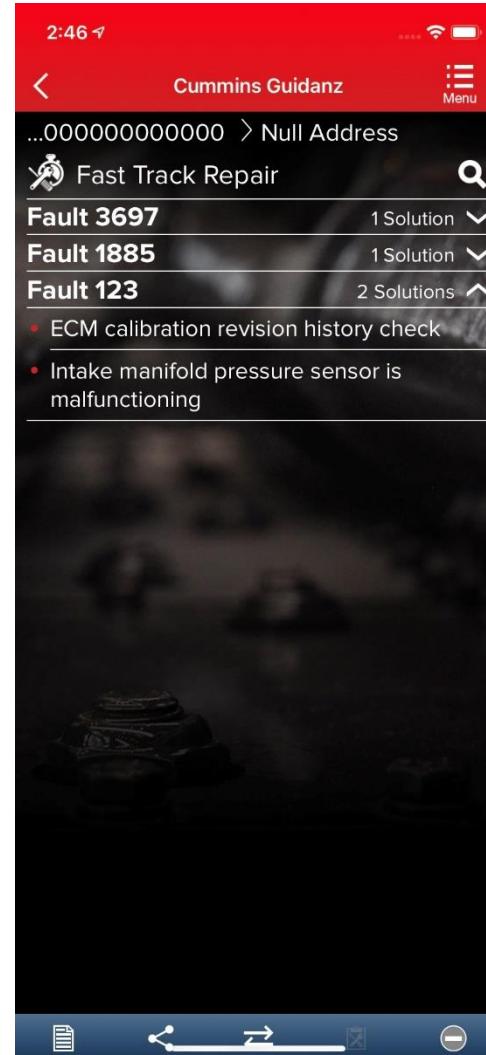 2:46
Cummins Guidanz
Menu
...000000000000 > Null Address
Fast Track Repair
Fault 3697 1 Solution
Fault 1885 1 Solution
Fault 123 2 Solutions
• ECM calibration revision history check
• Intake manifold pressure sensor is
malfunctioning